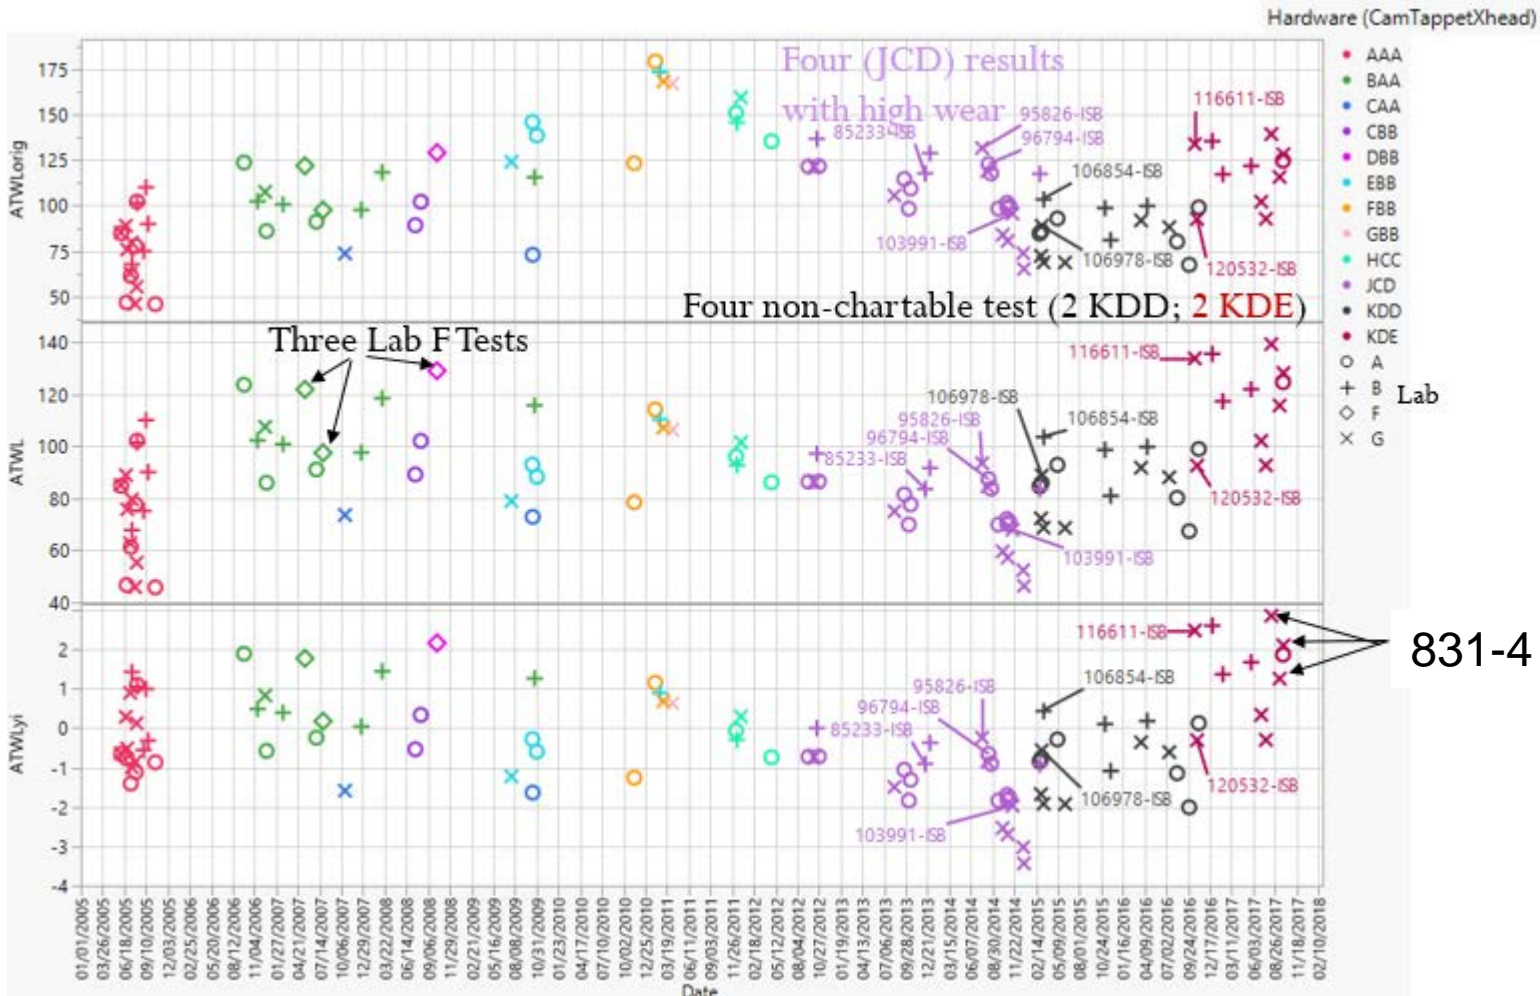 Hardware (CamTappetXhead)
AAA
BAA
CAA
CBB
DBB
EBB
FBB
GBB
HCC
JCD
KDD
KDE
A
B
F
G
Lab
ATWLorig
175
150
125
100
75
50
Four (JCD) results
with high wear
85233-ISB
95826-ISB
96794-ISB
103991-ISB
106854-ISB
106978-ISB
116611-ISB
120532-ISB
Four non-chartable test (2 KDD; 2 KDE)
ATWL
140
120
100
80
60
40
Three Lab F Tests
106978-ISB
95826-ISB
96794-ISB
85233-ISB
106854-ISB
103991-ISB
116611-ISB
120532-ISB
ATWLyi
2
1
0
-1
-2
-3
-4
95826-ISB
96794-ISB
85233-ISB
103991-ISB
106854-ISB
106978-ISB
116611-ISB
120532-ISB
831-4
01/01/2005
03/26/2005
06/18/2005
09/10/2005
12/03/2005
02/25/2006
05/20/2006
08/12/2006
11/04/2006
01/27/2007
04/21/2007
07/14/2007
10/06/2007
12/29/2007
03/22/2008
06/14/2008
09/06/2008
11/29/2008
02/21/2009
05/16/2009
08/08/2009
10/31/2009
01/23/2010
04/17/2010
07/10/2010
10/02/2010
12/25/2010
03/19/2011
06/11/2011
09/03/2011
11/26/2011
02/18/2012
05/12/2012
08/04/2012
10/27/2012
01/19/2013
04/13/2013
07/06/2013
09/28/2013
12/21/2013
03/15/2014
06/07/2014
08/30/2014
11/22/2014
02/14/2015
05/09/2015
08/01/2015
10/24/2015
01/16/2016
04/09/2016
07/02/2016
09/24/2016
12/17/2016
03/11/2017
06/03/2017
08/26/2017
11/18/2017
02/10/2018
Date